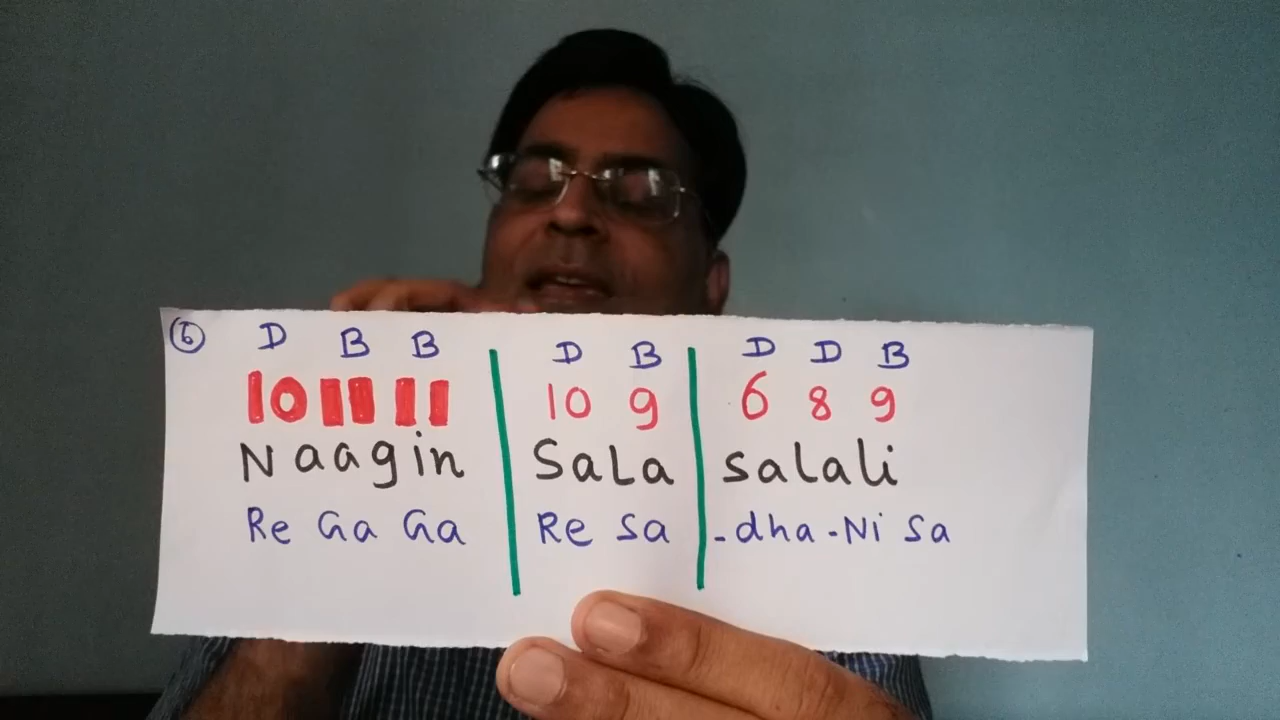 6 D B B | D B | D D B
10 11 11 | 10 9 | 6 8 9
Naagin | SaLa | salali
Re Ga Ga | Re Sa | -dha -Ni Sa